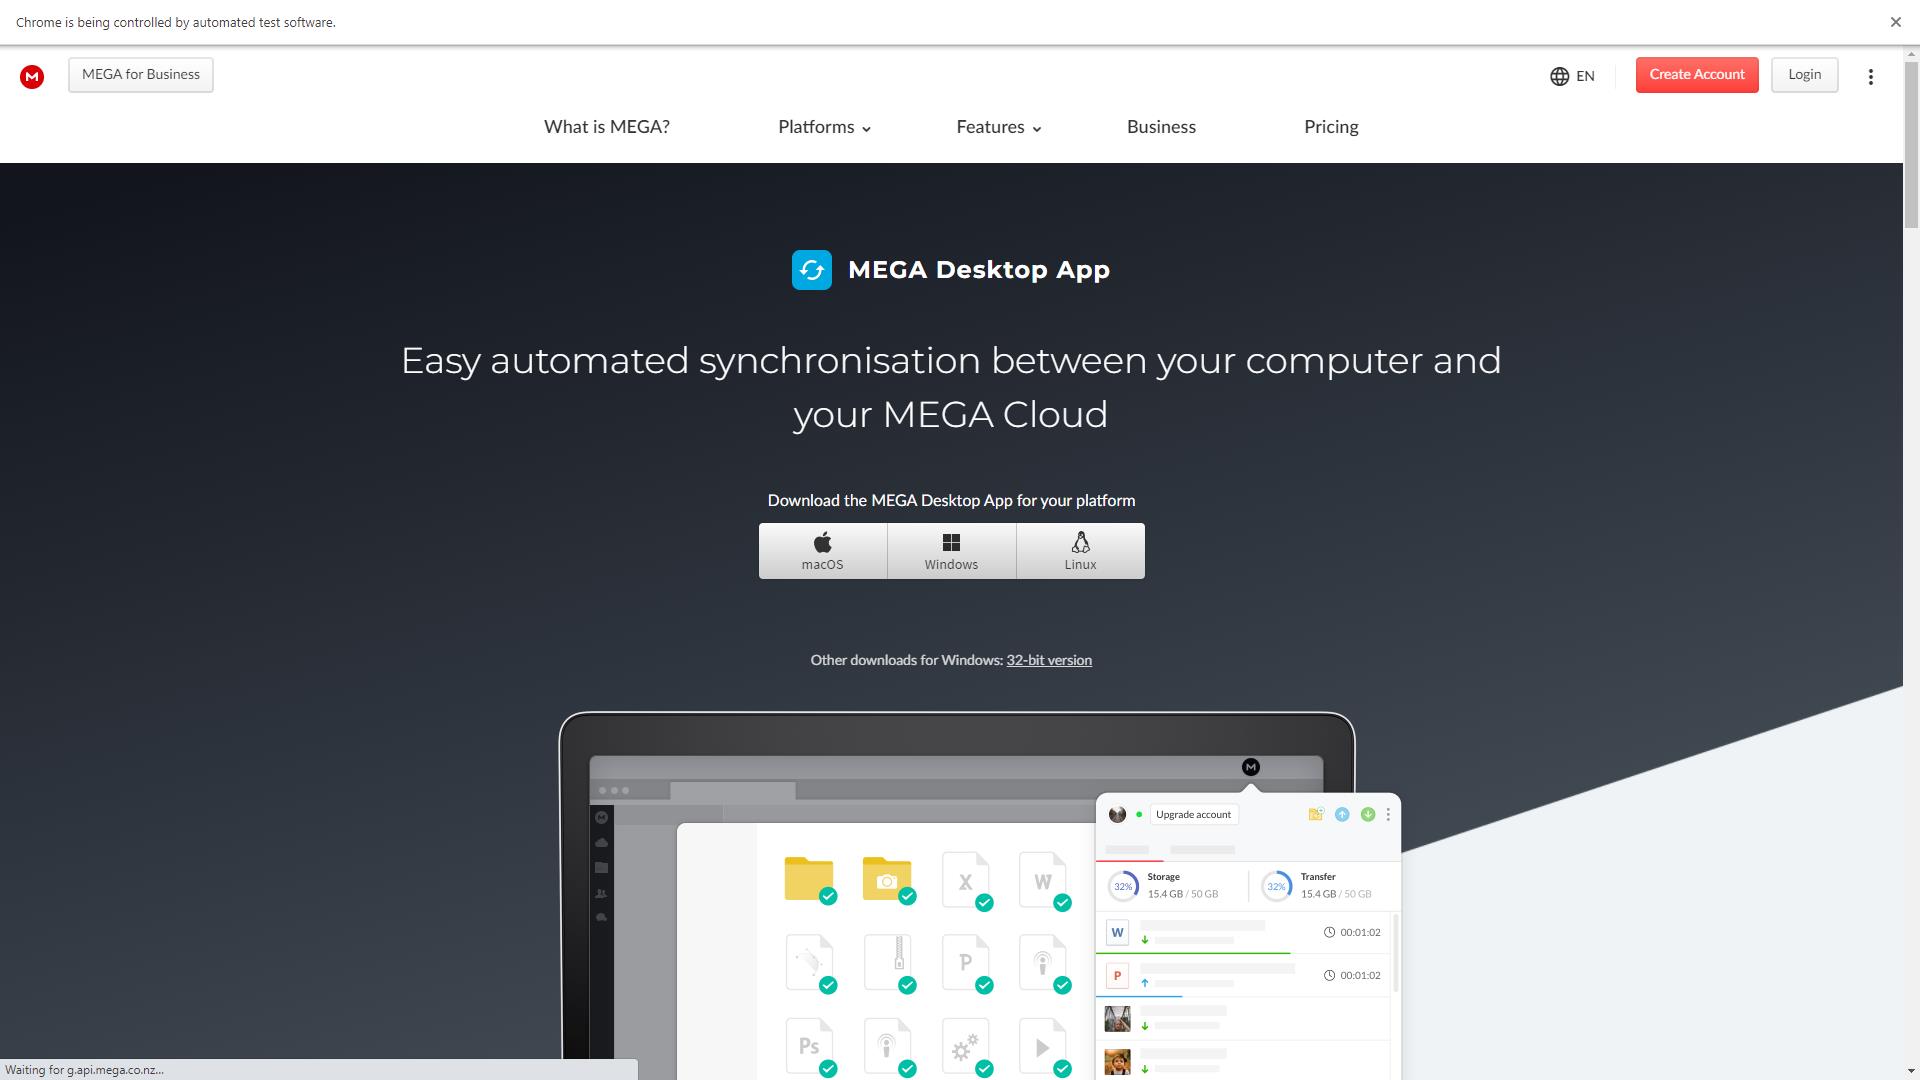 Chrome is being controlled by automated test software.
M
MEGA for Business
EN
Create Account
Login
What is MEGA?
Platforms
Features
Business
Pricing
MEGA Desktop App
Easy automated synchronisation between your computer and
your MEGA Cloud
Download the MEGA Desktop App for your platform
macOS
Windows
Linux
Other downloads for Windows: 32-bit version
M
Upgrade account
M
32%
Storage
15.4 GB / 50 GB
32%
Transfer
15.4 GB / 50 GB
X
W
W
00:01:02
P
P
00:01:02
Ps
Waiting for g.api.mega.co.nz...